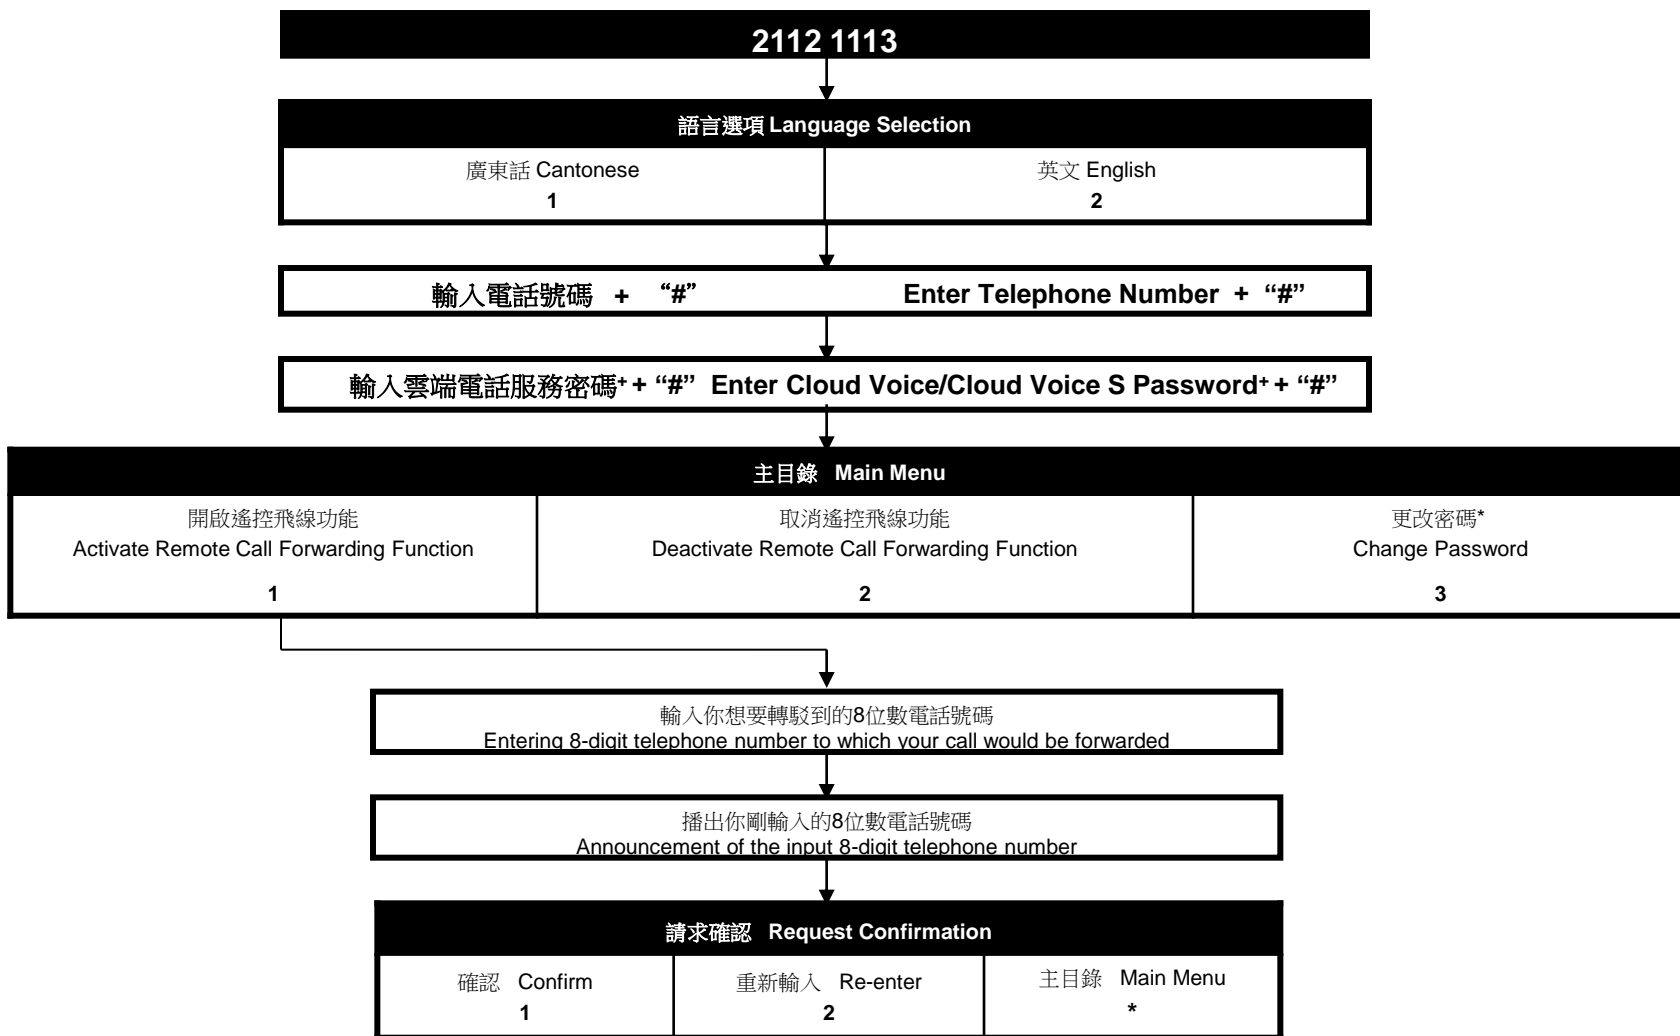 2112 1113
語言選項 Language Selection
廣東話 Cantonese
1
英文 English
2
輸入電話號碼 + “#” Enter Telephone Number + “#”
輸入雲端電話服務密碼⁺ + “#” Enter Cloud Voice/Cloud Voice S Password⁺ + “#”
主目錄 Main Menu
開啟遙控飛線功能
Activate Remote Call Forwarding Function
1
取消遙控飛線功能
Deactivate Remote Call Forwarding Function
2
更改密碼*
Change Password
3
輸入你想要轉駁到的8位數電話號碼
Entering 8-digit telephone number to which your call would be forwarded
播出你剛輸入的8位數電話號碼
Announcement of the input 8-digit telephone number
請求確認 Request Confirmation
確認 Confirm
1
重新輸入 Re-enter
2
主目錄 Main Menu
*